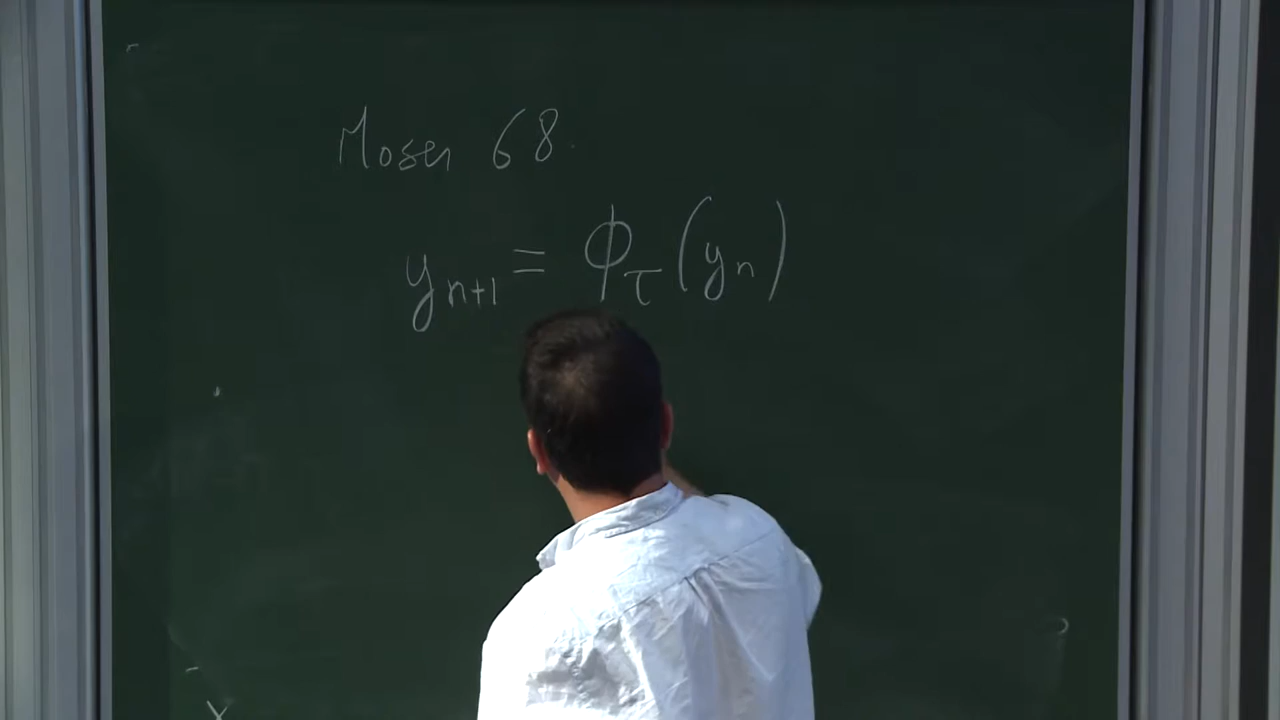 Moser 68.
y_{n+1} = ϕ_τ(y_n)